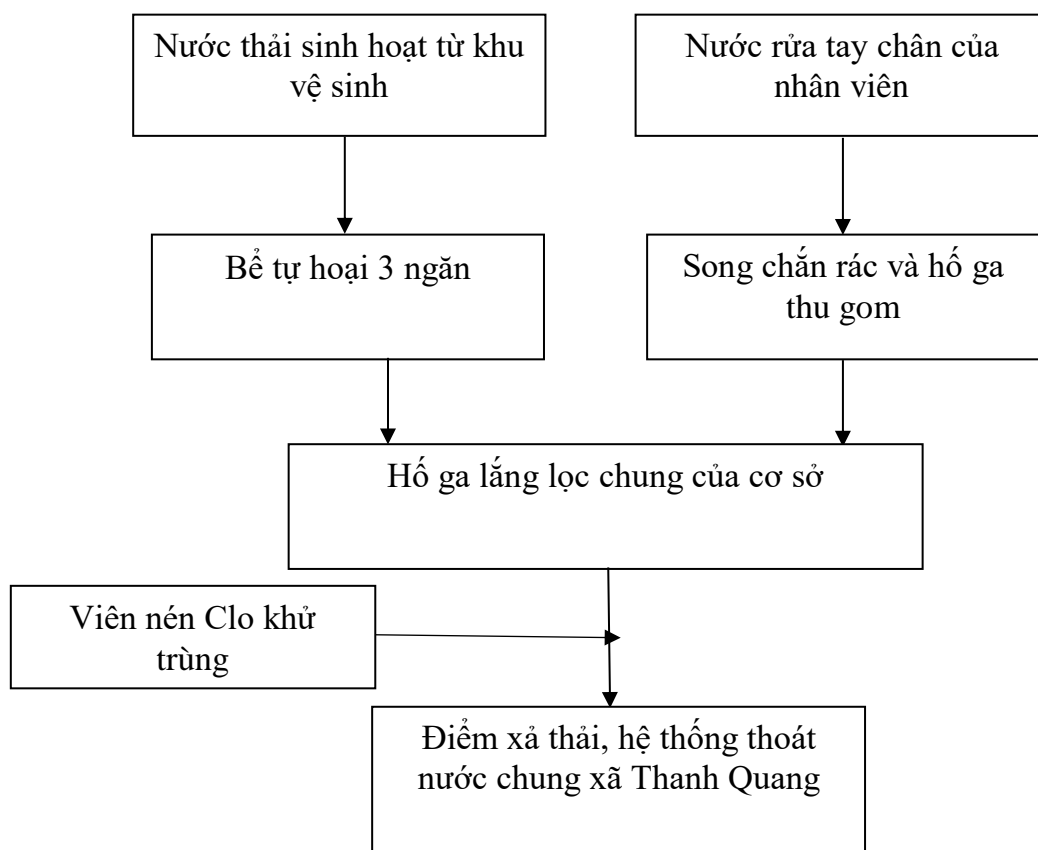 Nước thải sinh hoạt từ khu
vệ sinh
Nước rửa tay chân của
nhân viên
Bể tự hoại 3 ngăn
Song chắn rác và hố ga
thu gom
Hố ga lắng lọc chung của cơ sở
Viên nén Clo khử
trùng
Điểm xả thải, hệ thống thoát
nước chung xã Thanh Quang